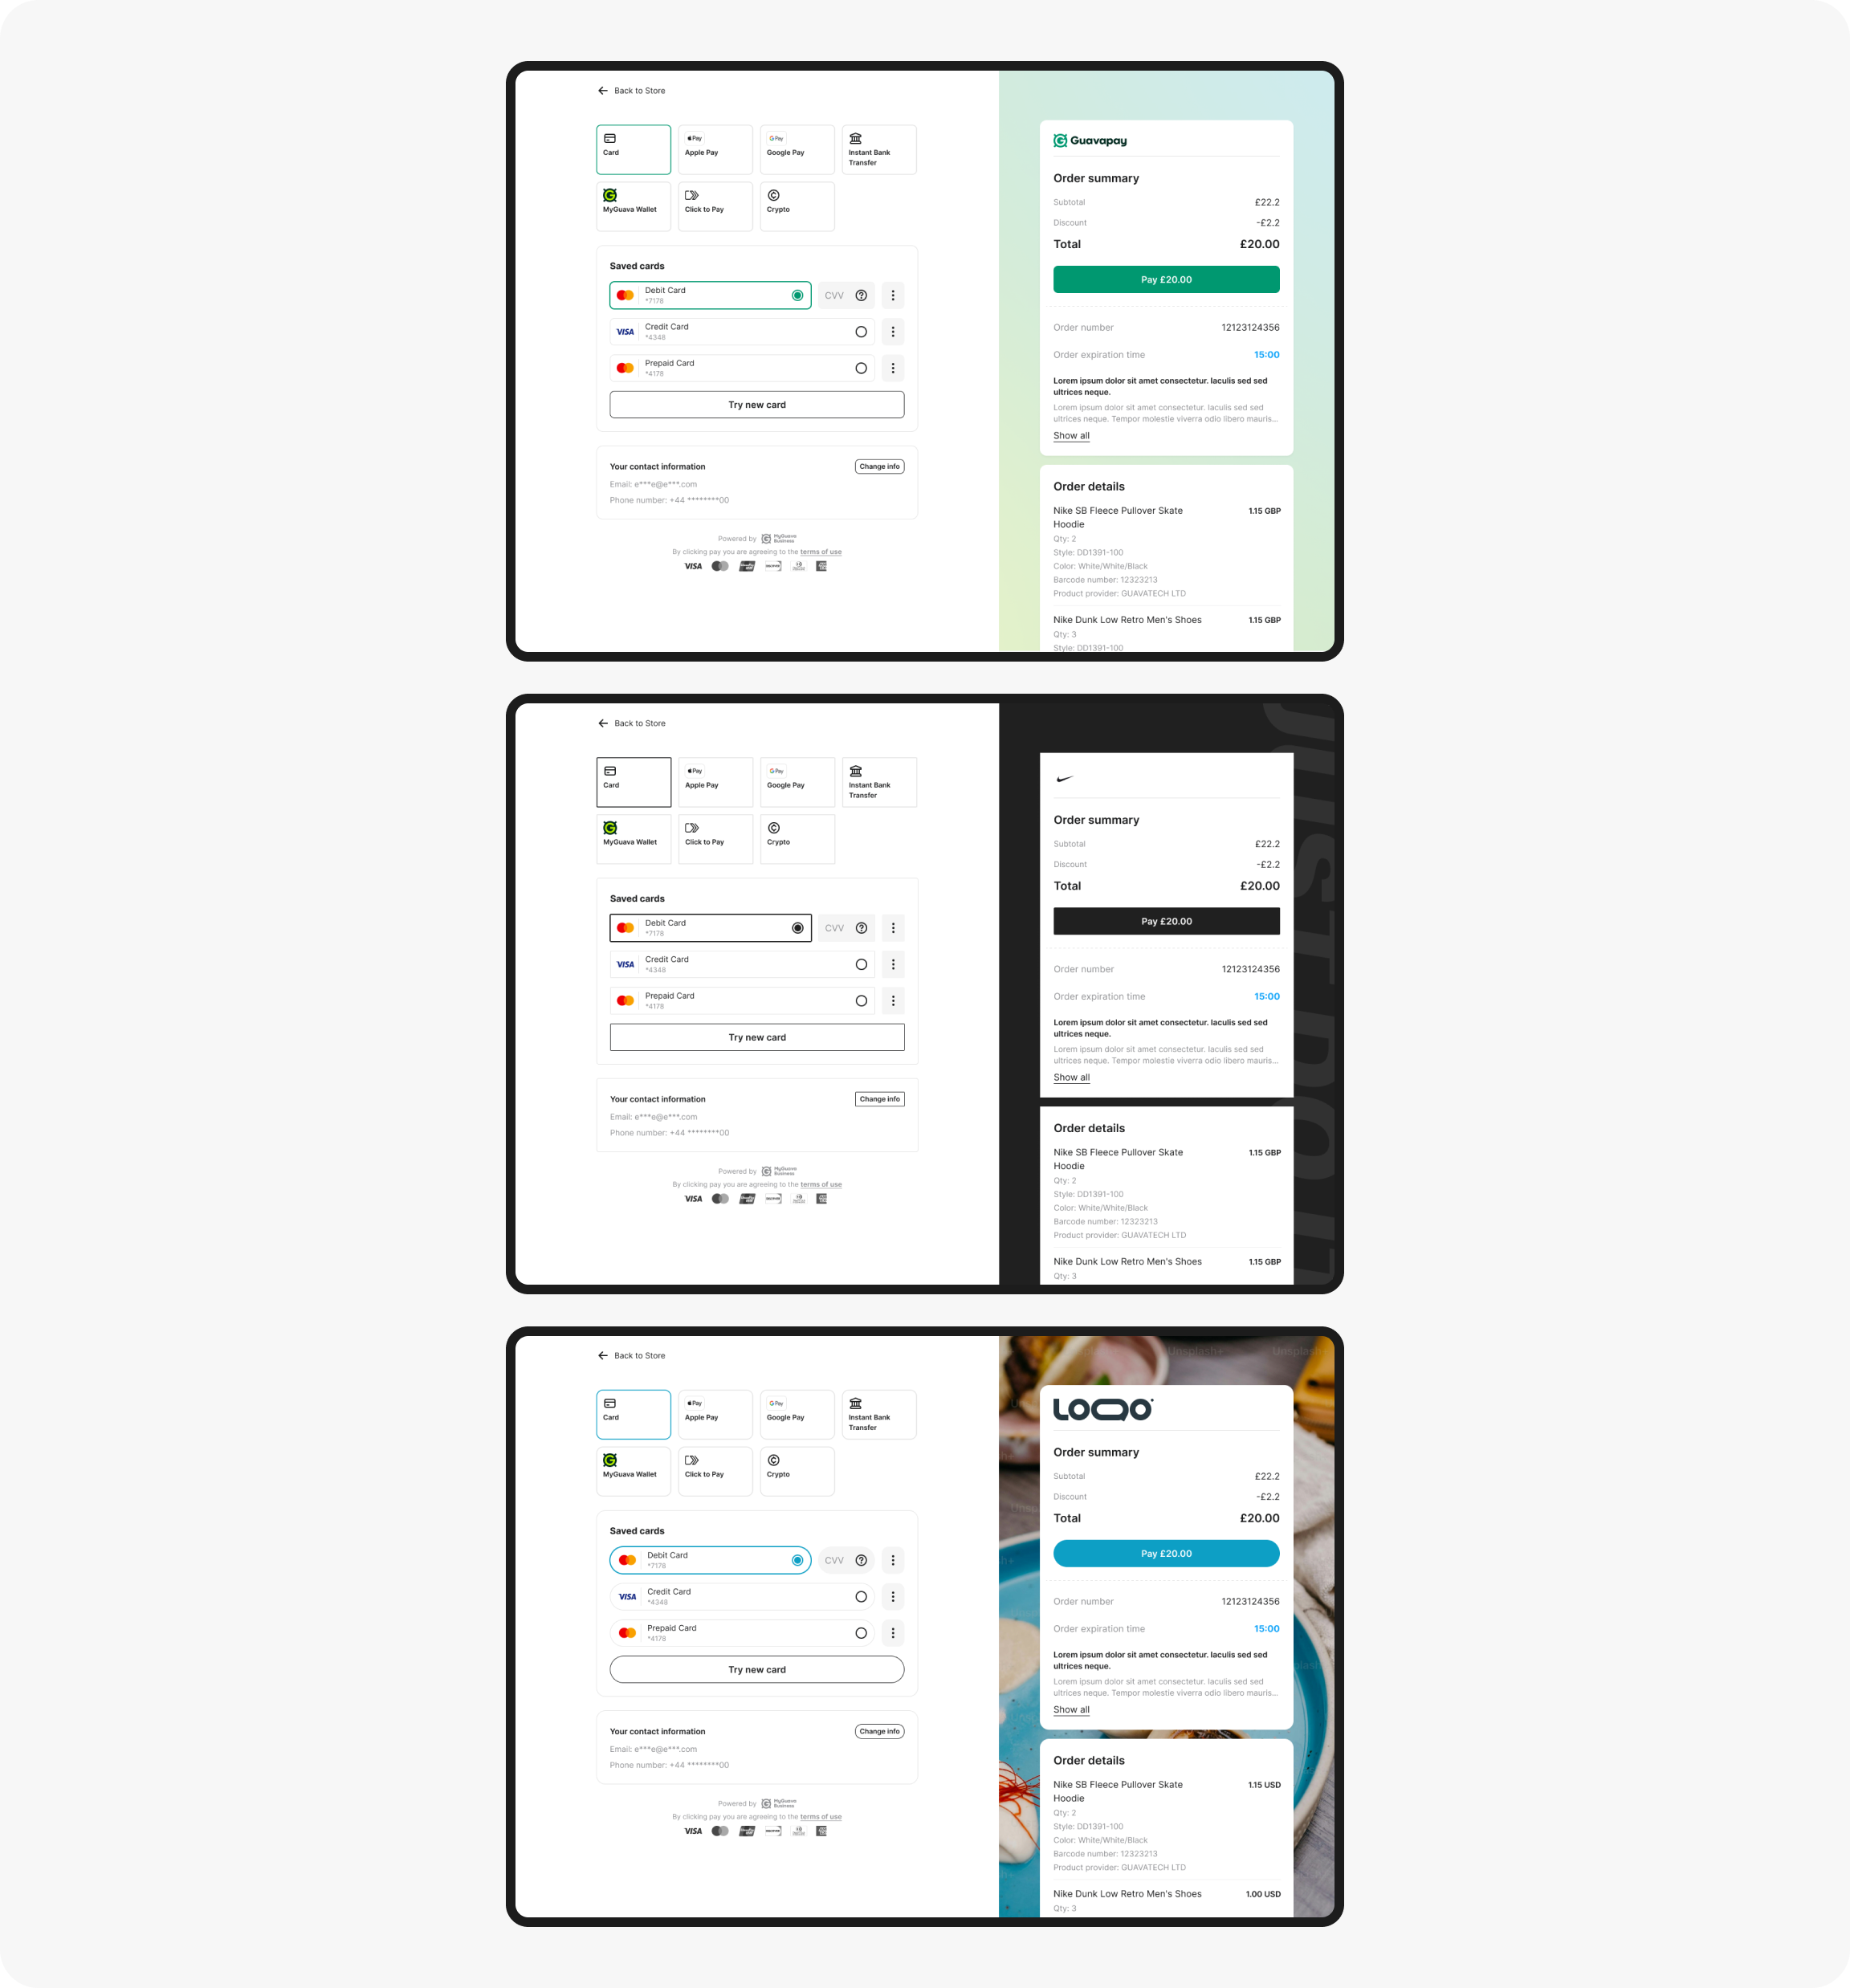 Back to Store
Card
Pay
Apple Pay
G Pay
Google Pay
Instant Bank
Transfer
MyGuava Wallet
Click to Pay
Crypto
Saved cards
Debit Card
*7178
CVV
VISA
Credit Card
*4348
Prepaid Card
*4178
Try new card
Your contact information
Change info
Email: e***e@e***.com
Phone number: +44 ********00
Powered by MyGuava Business
By clicking pay you are agreeing to the terms of use
VISA
Guavapay
Order summary
Subtotal £22.2
Discount -£2.2
Total £20.00
Pay £20.00
Order number 12123124356
Order expiration time 15:00
Lorem ipsum dolor sit amet consectetur. Iaculis sed sed
ultrices neque.
Lorem ipsum dolor sit amet consectetur. Iaculis sed sed
ultrices neque. Tempor molestie viverra odio libero mauris...
Show all
Order details
Nike SB Fleece Pullover Skate 1.15 GBP
Hoodie
Qty: 2
Style: DD1391-100
Color: White/White/Black
Barcode number: 12323213
Product provider: GUAVATECH LTD
Nike Dunk Low Retro Men's Shoes 1.15 GBP
Qty: 3
Style: DD1391-100
Back to Store
Card
Pay
Apple Pay
G Pay
Google Pay
Instant Bank
Transfer
MyGuava Wallet
Click to Pay
Crypto
Saved cards
Debit Card
*7178
CVV
VISA
Credit Card
*4348
Prepaid Card
*4178
Try new card
Your contact information
Change info
Email: e***e@e***.com
Phone number: +44 ********00
Powered by MyGuava Business
By clicking pay you are agreeing to the terms of use
VISA
JUST DO IT
Order summary
Subtotal £22.2
Discount -£2.2
Total £20.00
Pay £20.00
Order number 12123124356
Order expiration time 15:00
Lorem ipsum dolor sit amet consectetur. Iaculis sed sed
ultrices neque.
Lorem ipsum dolor sit amet consectetur. Iaculis sed sed
ultrices neque. Tempor molestie viverra odio libero mauris...
Show all
Order details
Nike SB Fleece Pullover Skate 1.15 GBP
Hoodie
Qty: 2
Style: DD1391-100
Color: White/White/Black
Barcode number: 12323213
Product provider: GUAVATECH LTD
Nike Dunk Low Retro Men's Shoes 1.15 GBP
Qty: 3
Back to Store
Card
Pay
Apple Pay
G Pay
Google Pay
Instant Bank
Transfer
MyGuava Wallet
Click to Pay
Crypto
Saved cards
Debit Card
*7178
CVV
VISA
Credit Card
*4348
Prepaid Card
*4178
Try new card
Your contact information
Change info
Email: e***e@e***.com
Phone number: +44 ********00
Powered by MyGuava Business
By clicking pay you are agreeing to the terms of use
VISA
Unsplash+
LOQO
Order summary
Subtotal £22.2
Discount -£2.2
Total £20.00
Pay £20.00
Order number 12123124356
Order expiration time 15:00
Lorem ipsum dolor sit amet consectetur. Iaculis sed sed
ultrices neque.
Lorem ipsum dolor sit amet consectetur. Iaculis sed sed
ultrices neque. Tempor molestie viverra odio libero mauris...
Show all
Order details
Nike SB Fleece Pullover Skate 1.15 USD
Hoodie
Qty: 2
Style: DD1391-100
Color: White/White/Black
Barcode number: 12323213
Product provider: GUAVATECH LTD
Nike Dunk Low Retro Men's Shoes 1.00 USD
Qty: 3